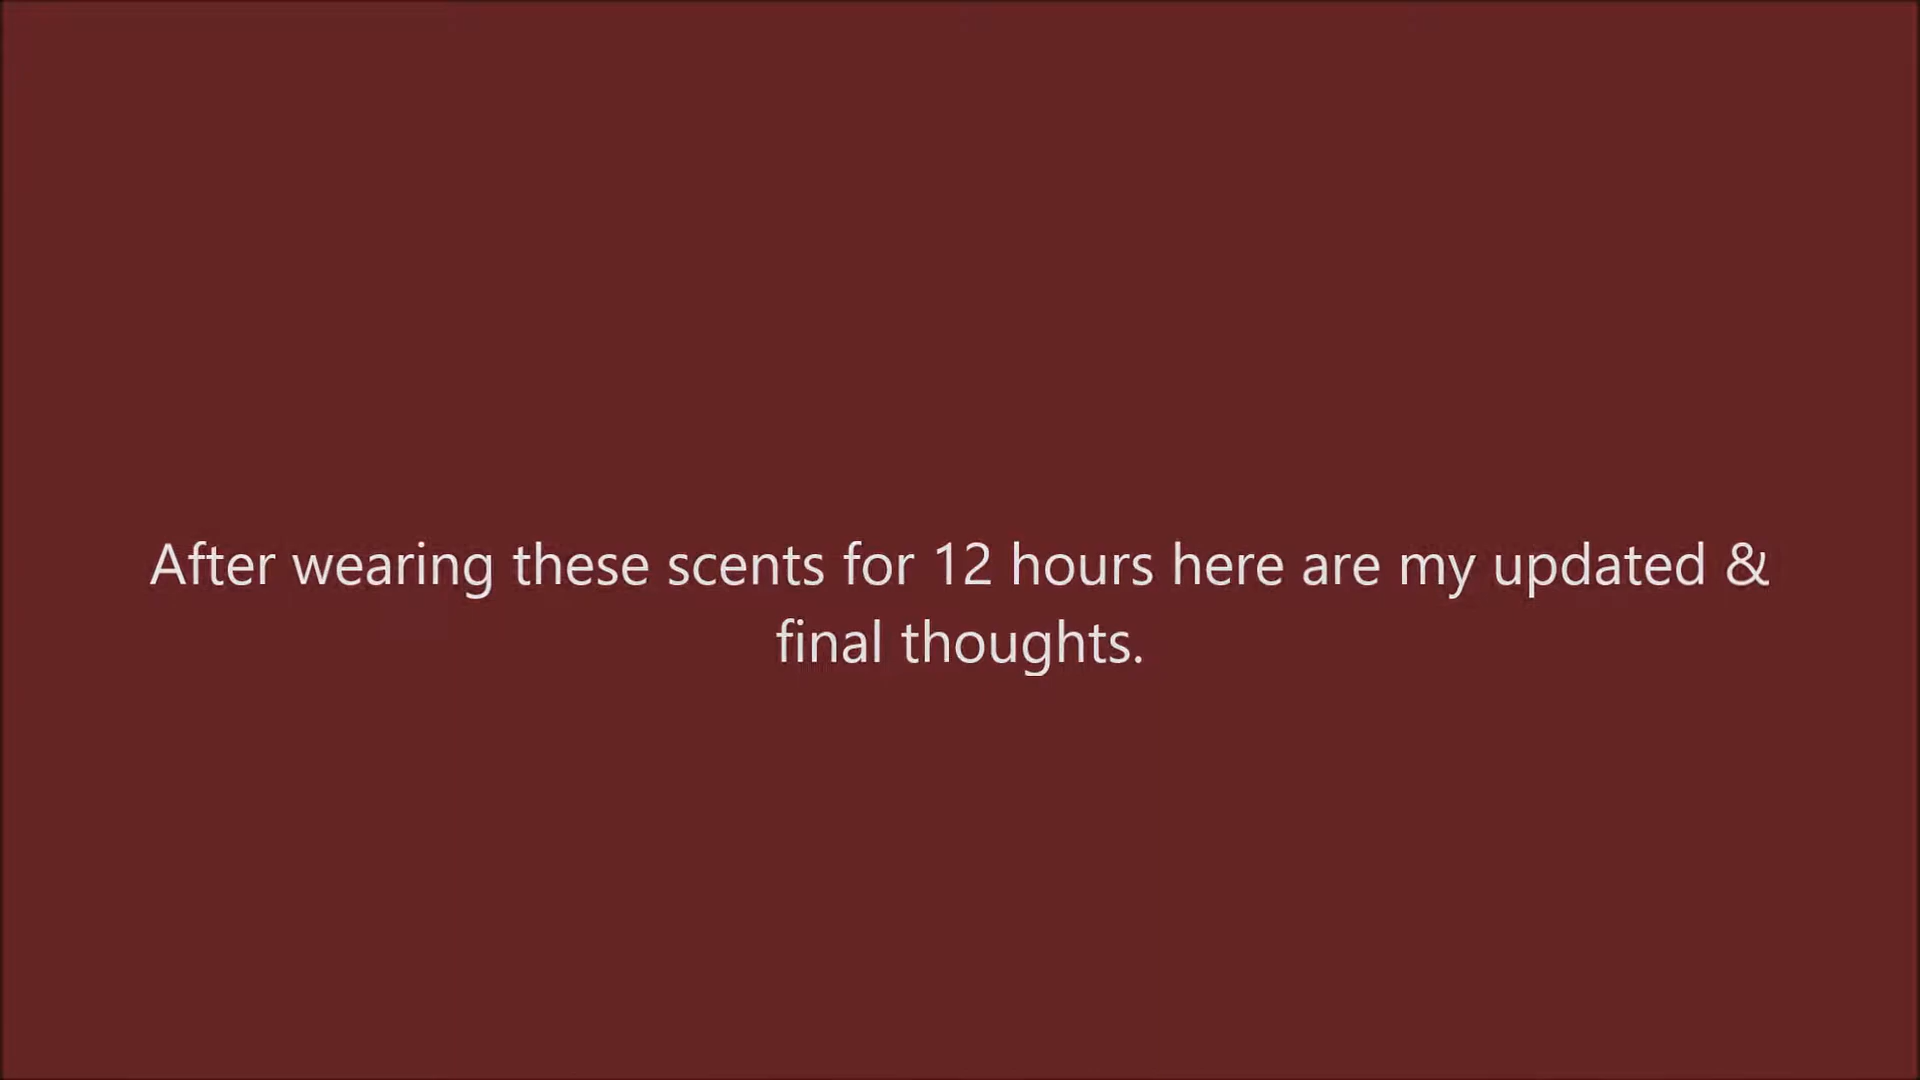 After wearing these scents for 12 hours here are my updated &
final thoughts.